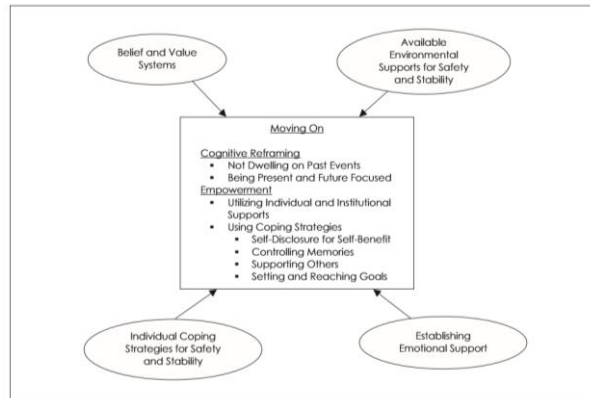 Belief and Value
Systems
Available
Environmental
Supports for Safety
and Stability
Moving On
Cognitive Reframing
▪ Not Dwelling on Past Events
▪ Being Present and Future Focused
Empowerment
▪ Utilizing Individual and Institutional
Supports
▪ Using Coping Strategies
▪ Self-Disclosure for Self-Benefit
▪ Controlling Memories
▪ Supporting Others
▪ Setting and Reaching Goals
Individual Coping
Strategies for Safety
and Stability
Establishing
Emotional Support